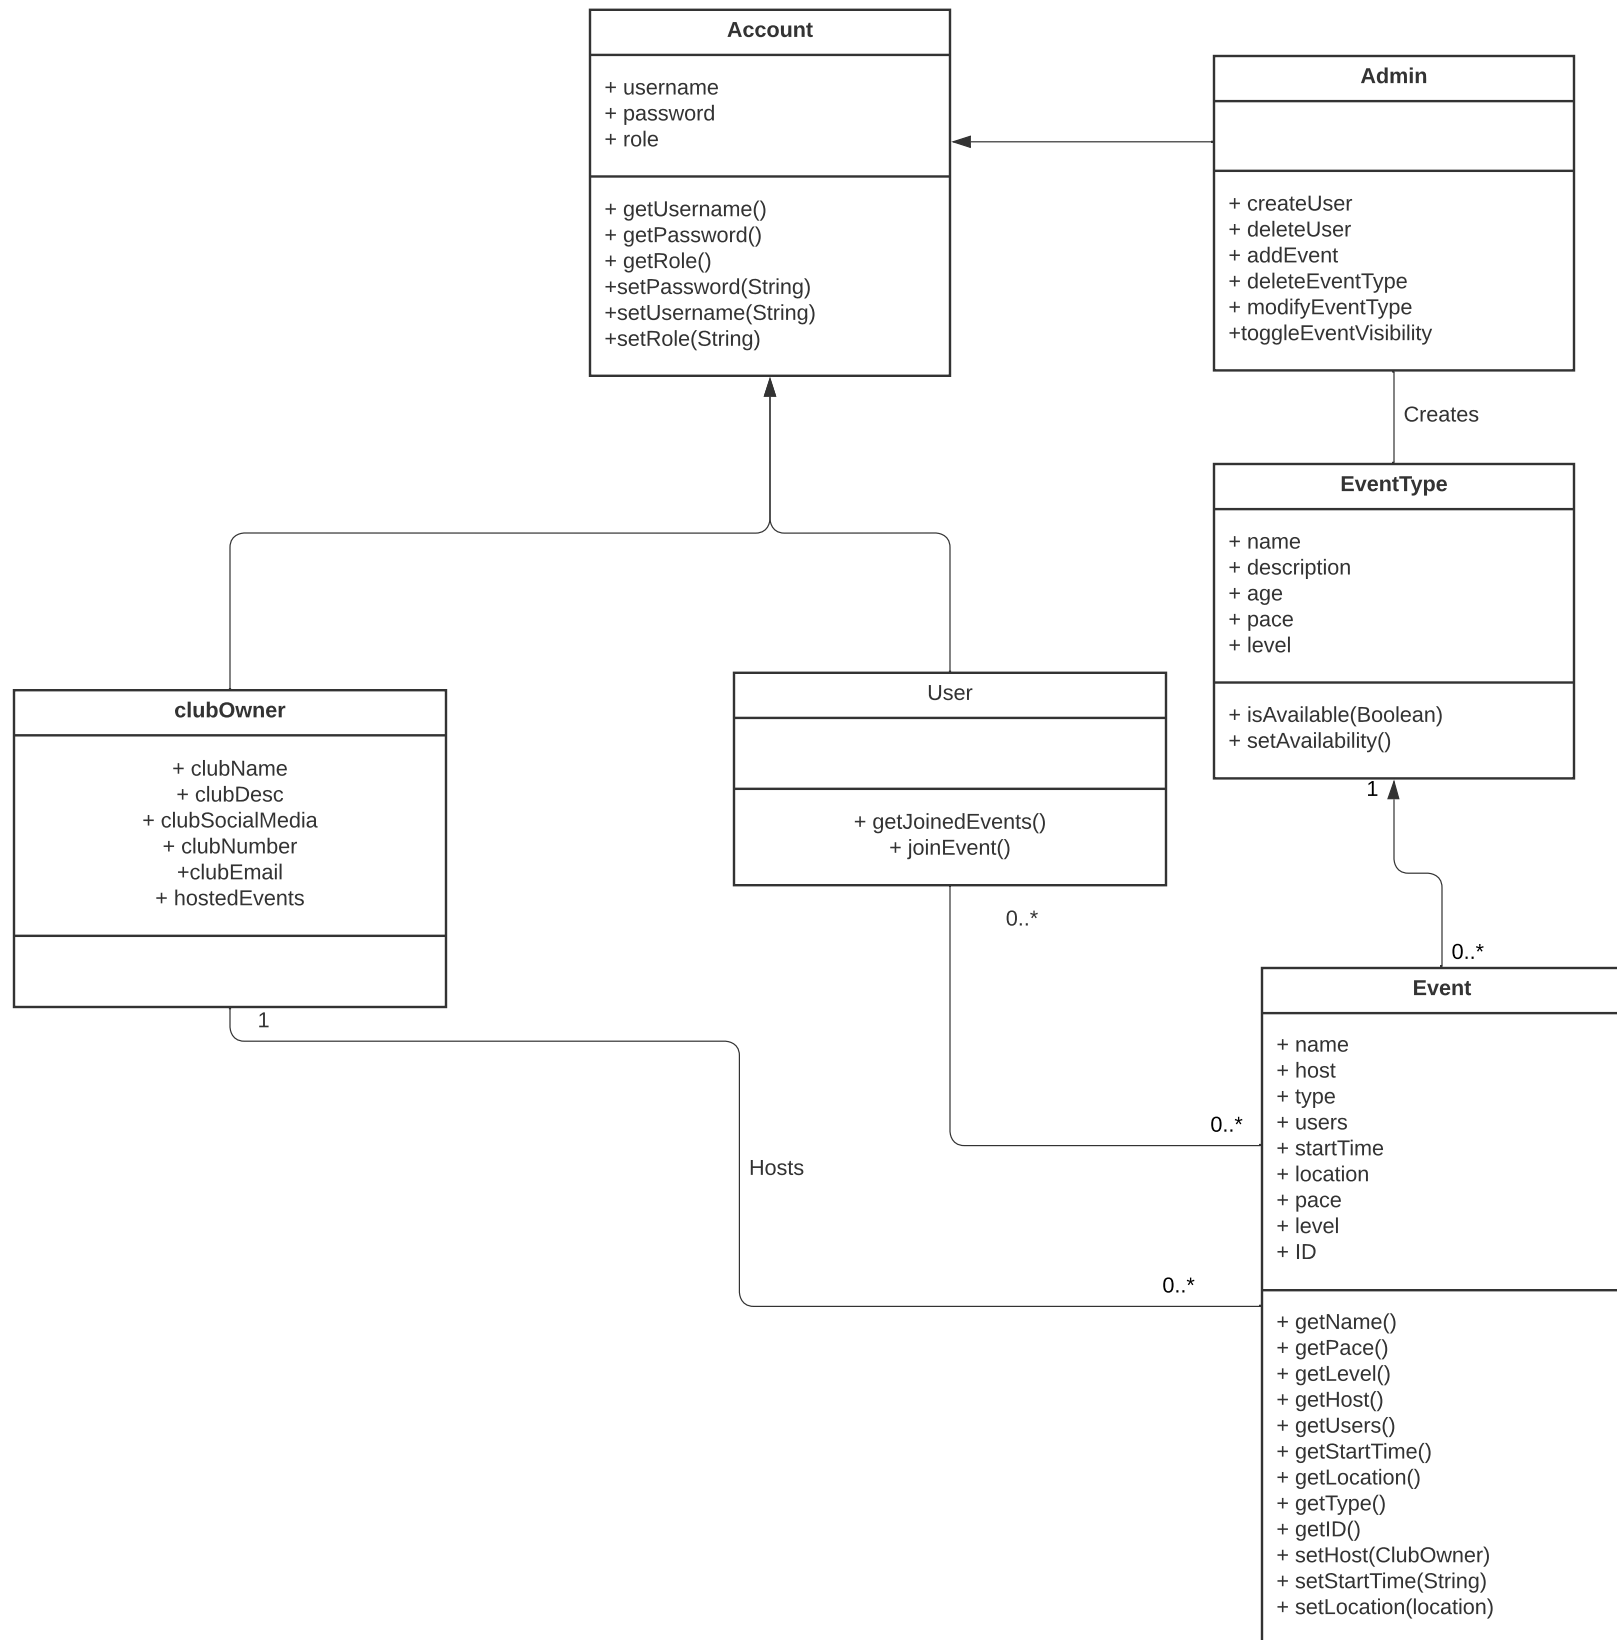 Account
+ username
+ password
+ role
+ getUsername()
+ getPassword()
+ getRole()
+setPassword(String)
+setUsername(String)
+setRole(String)
Admin
+ createUser
+ deleteUser
+ addEvent
+ deleteEventType
+ modifyEventType
+toggleEventVisibility
Creates
EventType
+ name
+ description
+ age
+ pace
+ level
+ isAvailable(Boolean)
+ setAvailability()
1
0..*
clubOwner
+ clubName
+ clubDesc
+ clubSocialMedia
+ clubNumber
+clubEmail
+ hostedEvents
1
Hosts
0..*
User
+ getJoinedEvents()
+ joinEvent()
0..*
0..*
Event
+ name
+ host
+ type
+ users
+ startTime
+ location
+ pace
+ level
+ ID
+ getName()
+ getPace()
+ getLevel()
+ getHost()
+ getUsers()
+ getStartTime()
+ getLocation()
+ getType()
+ getID()
+ setHost(ClubOwner)
+ setStartTime(String)
+ setLocation(location)